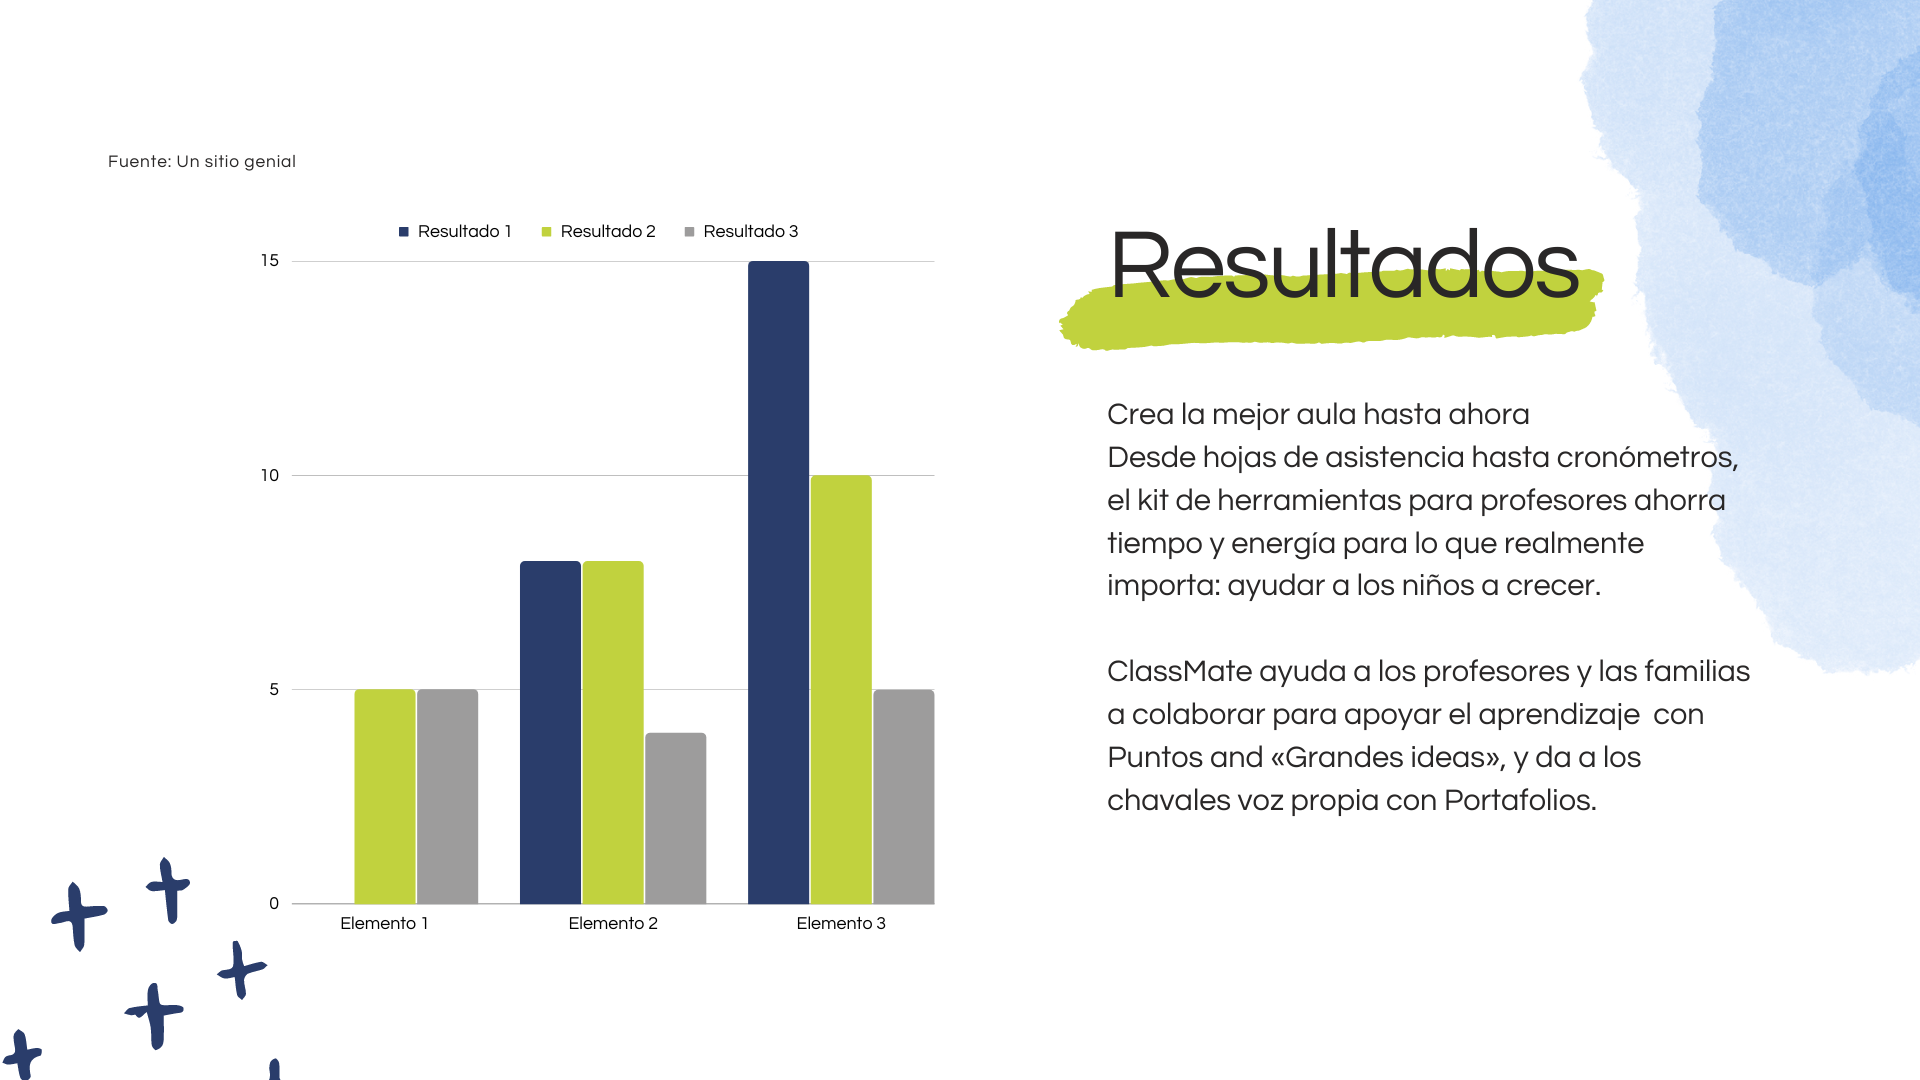 Fuente: Un sitio genial
Resultado 1 Resultado 2 Resultado 3
15
10
5
0
Elemento 1 Elemento 2 Elemento 3
Resultados
Crea la mejor aula hasta ahora
Desde hojas de asistencia hasta cronómetros,
el kit de herramientas para profesores ahorra
tiempo y energía para lo que realmente
importa: ayudar a los niños a crecer.
ClassMate ayuda a los profesores y las familias
a colaborar para apoyar el aprendizaje  con
Puntos and «Grandes ideas», y da a los
chavales voz propia con Portafolios.